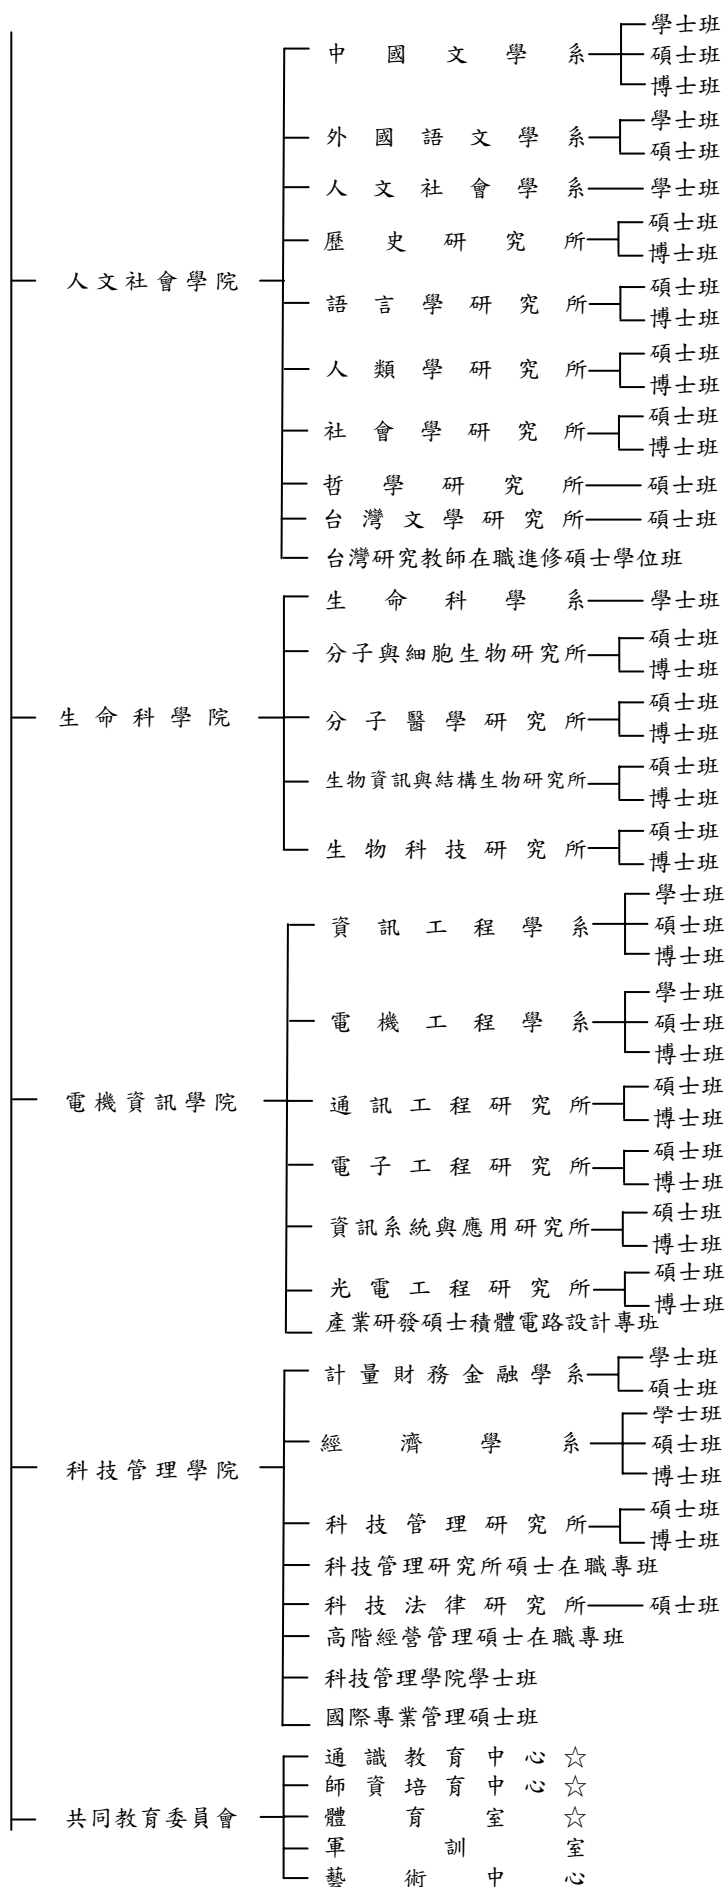 學士班
中國文學系 碩士班
博士班
學士班
外國語文學系
碩士班
人文社會學系 學士班
碩士班
歷史研究所
博士班
人文社會學院
碩士班
語言學研究所
博士班
碩士班
人類學研究所
博士班
碩士班
社會學研究所
博士班
哲學研究所 碩士班
台灣文學研究所 碩士班
台灣研究教師在職進修碩士學位班
生命科學系 學士班
碩士班
分子與細胞生物研究所
博士班
生命科學院
碩士班
分子醫學研究所
博士班
碩士班
生物資訊與結構生物研究所
博士班
碩士班
生物科技研究所
博士班
學士班
資訊工程學系 碩士班
博士班
學士班
電機工程學系 碩士班
博士班
電機資訊學院
碩士班
通訊工程研究所
博士班
碩士班
電子工程研究所
博士班
碩士班
資訊系統與應用研究所
博士班
碩士班
光電工程研究所
博士班
產業研發碩士積體電路設計專班
學士班
計量財務金融學系
碩士班
學士班
經濟學系 碩士班
博士班
科技管理學院
碩士班
科技管理研究所
博士班
科技管理研究所碩士在職專班
科技法律研究所 碩士班
高階經營管理碩士在職專班
科技管理學院學士班
國際專業管理碩士班
通識教育中心☆
師資培育中心☆
共同教育委員會 體育室☆
軍訓室
藝術中心